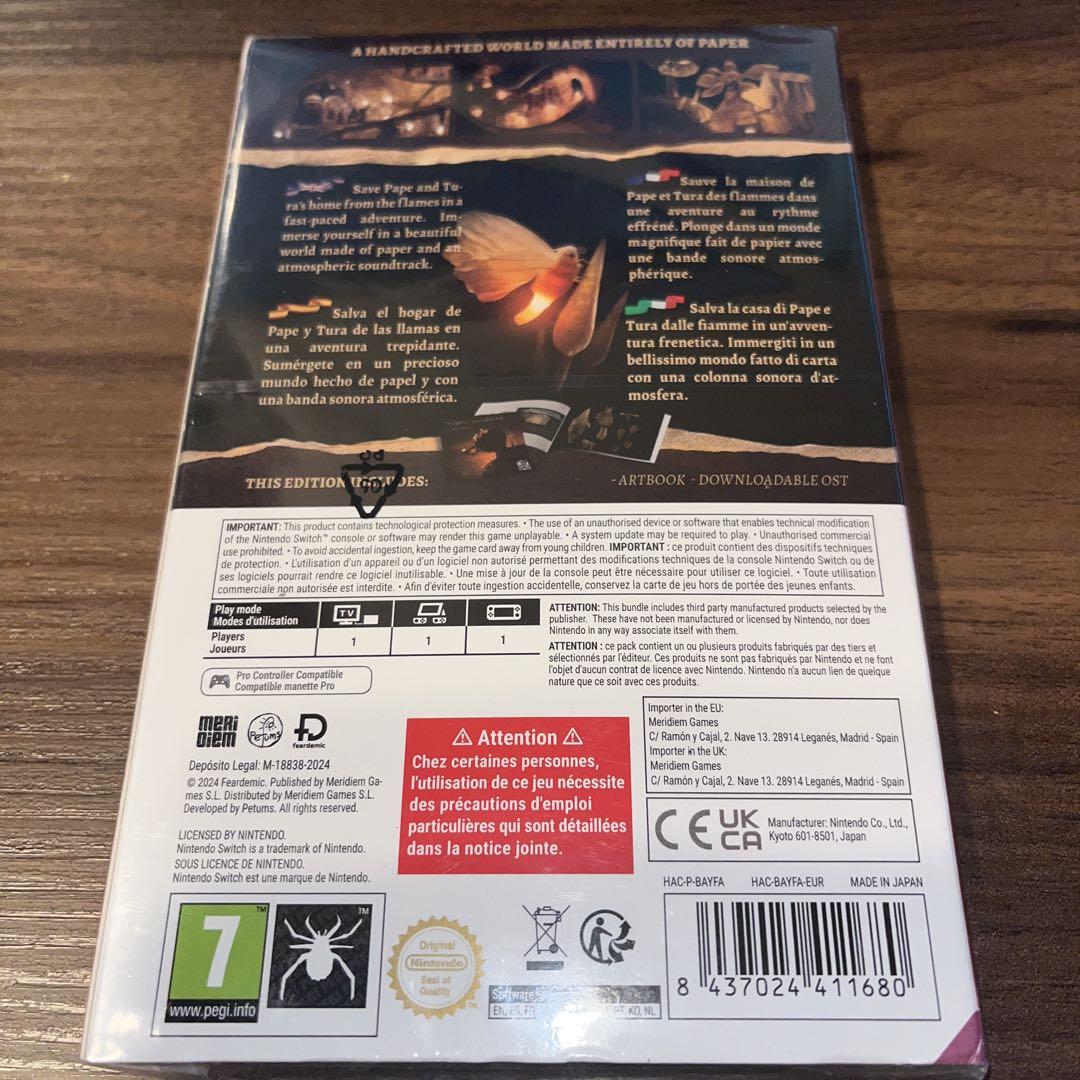 A HANDCRAFTED WORLD MADE ENTIRELY OF PAPER
Save Pape and Tu-
ra's home from the flames in a
fast-paced adventure. Im-
merse yourself in a beautiful
world made of paper and an
atmospheric soundtrack.
Sauve la maison de
Pape et Tura des flammes dans
une aventure au rythme
effréné. Plonge dans un monde
magnifique fait de papier avec
une bande sonore atmos-
phérique.
Salva el hogar de
Pape y Tura de las llamas en
una aventura trepidante.
Sumérgete en un precioso
mundo hecho de papel y con
una banda sonora atmosférica.
Salva la casa di Pape e
Tura dalle fiamme in un'avven-
tura frenetica. Immergiti in un
bellissimo mondo fatto di carta
con una colonna sonora d'at-
mosfera.
THIS EDITION INCLUDES:
- ARTBOOK - DOWNLOADABLE OST
IMPORTANT: This product contains technological protection measures. • The use of an unauthorised device or software that enables technical modification
of the Nintendo Switch™ console or software may render this game unplayable. • A system update may be required to play. • Unauthorised commercial
use prohibited. • To avoid accidental ingestion, keep the game card away from young children. IMPORTANT : ce produit contient des dispositifs techniques
de protection. • L'utilisation d'un appareil ou d'un logiciel non autorisé permettant des modifications techniques de la console Nintendo Switch ou de
ses logiciels pourrait rendre ce logiciel inutilisable. • Une mise à jour de la console peut être nécessaire pour utiliser ce logiciel. • Toute utilisation
commerciale non autorisée est interdite. • Afin d'éviter toute ingestion accidentelle, conservez la carte de jeu hors de portée des jeunes enfants.
Play mode
Modes d'utilisation
TV
Players
Joueurs
1
1
1
Pro Controller Compatible
Compatible manette Pro
ATTENTION: This bundle includes third party manufactured products selected by the
publisher. These have not been manufactured or licensed by Nintendo, nor does
Nintendo in any way associate itself with them.
ATTENTION : ce pack contient un ou plusieurs produits fabriqués par des tiers et
sélectionnés par l'éditeur. Ces produits ne sont pas fabriqués par Nintendo et ne font
l'objet d'aucun contrat de licence avec Nintendo. Nintendo n'a aucun lien de quelque
nature que ce soit avec ces produits.
MERI
DIEM
Petums
feardemic
Depósito Legal: M-18838-2024
© 2024 Feardemic. Published by Meridiem Ga-
mes S.L. Distributed by Meridiem Games S.L.
Developed by Petums. All rights reserved.
LICENSED BY NINTENDO.
Nintendo Switch is a trademark of Nintendo.
SOUS LICENCE DE NINTENDO.
Nintendo Switch est une marque de Nintendo.
Attention
Chez certaines personnes,
l'utilisation de ce jeu nécessite
des précautions d'emploi
particulières qui sont détaillées
dans la notice jointe.
Importer in the EU:
Meridiem Games
C/ Ramón y Cajal, 2. Nave 13. 28914 Leganés, Madrid - Spain
Importer in the UK:
Meridiem Games
C/ Ramón y Cajal, 2. Nave 13. 28914 Leganés, Madrid - Spain
CE
UK
CA
Manufacturer: Nintendo Co., Ltd.,
Kyoto 601-8501, Japan
HAC-P-BAYFA HAC-BAYFA-EUR MADE IN JAPAN
7
TM
TM
www.pegi.info
Original
Nintendo
Seal of
Quality
Software
EN, ES, FR
PT, KO, NL
8 437024 411680